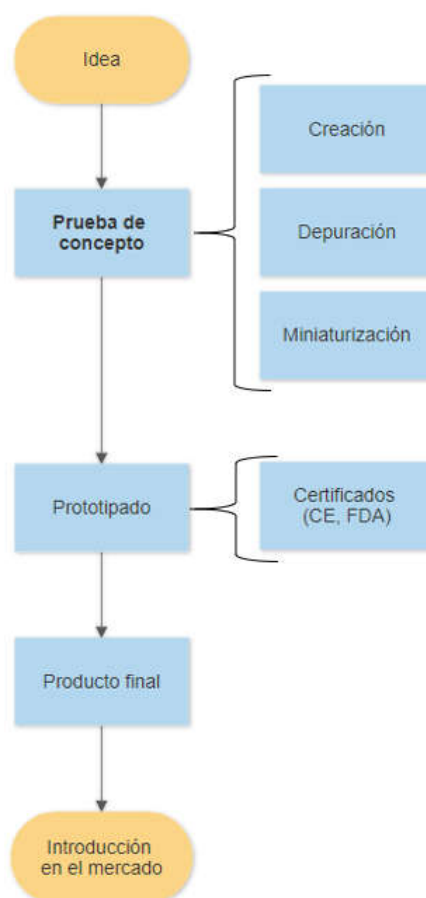 Idea
Prueba de
concepto
Creación
Depuración
Miniaturización
Prototipado
Certificados
(CE, FDA)
Producto final
Introducción
en el mercado